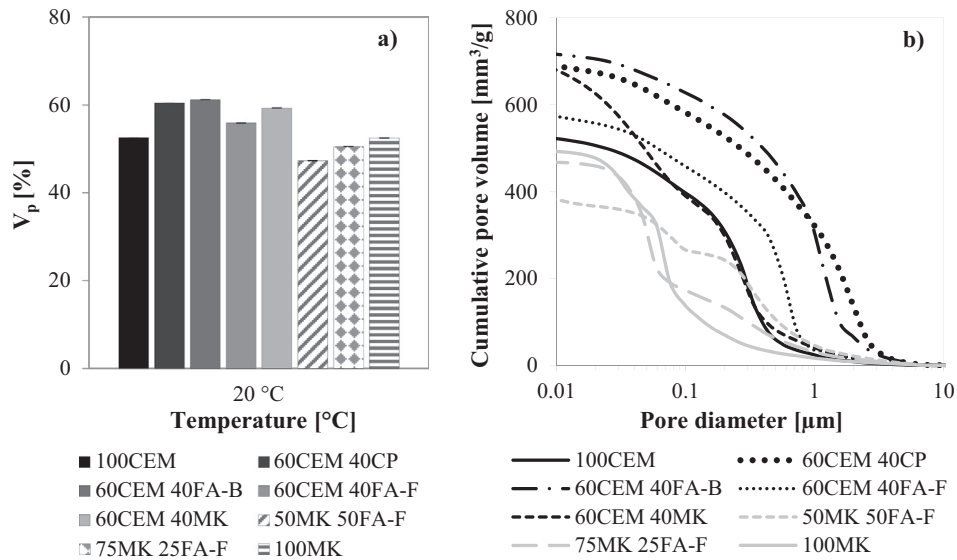 a)
80
60
40
20
0
V_p [%]
20 °C
Temperature [°C]
100CEM
60CEM 40CP
60CEM 40FA-B
60CEM 40FA-F
60CEM 40MK
50MK 50FA-F
75MK 25FA-F
100MK
b)
800
600
400
200
0
Cumulative pore volume [mm³/g]
0.01 0.1 1 10
Pore diameter [µm]
100CEM
60CEM 40CP
60CEM 40FA-B
60CEM 40FA-F
60CEM 40MK
50MK 50FA-F
75MK 25FA-F
100MK